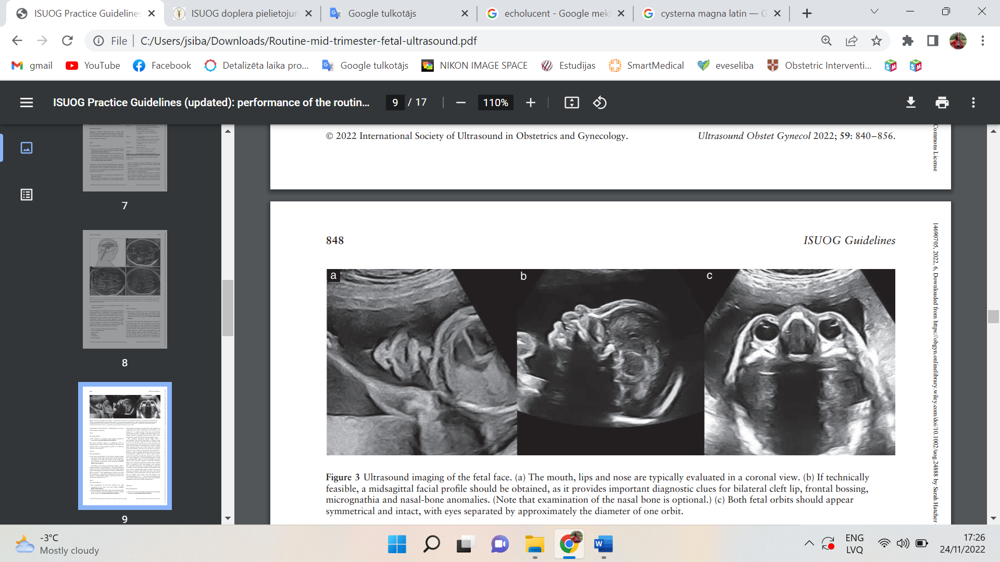 ISUOG Practice Guidelines
ISUOG doplera pielietojum
Google tulkotājs
echolucent - Google mek
cysterna magna latin — G
File
C:/Users/jsiba/Downloads/Routine-mid-trimester-fetal-ultrasound.pdf
gmail
YouTube
Facebook
Detalizēta laika pro...
Google tulkotājs
NIKON IMAGE SPACE
Estudijas
SmartMedical
eveseliba
Obstetric Interventi...
ISUOG Practice Guidelines (updated): performance of the routin...
9 / 17
110%
7
8
9
© 2022 International Society of Ultrasound in Obstetrics and Gynecology.
Ultrasound Obstet Gynecol 2022; 59: 840–856.
Commons License
848
ISUOG Guidelines
a
b
c
Figure 3 Ultrasound imaging of the fetal face. (a) The mouth, lips and nose are typically evaluated in a coronal view. (b) If technically
feasible, a midsagittal facial profile should be obtained, as it provides important diagnostic clues for bilateral cleft lip, frontal bossing,
micrognathia and nasal-bone anomalies. (Note that examination of the nasal bone is optional.) (c) Both fetal orbits should appear
symmetrical and intact, with eyes separated by approximately the diameter of one orbit.
14690705, 2022, 6, Downloaded from https://obgyn.onlinelibrary.wiley.com/doi/10.1002/uog.24888 by Sarah Hatcher
-3°C
Mostly cloudy
ENG
LVQ
17:26
24/11/2022